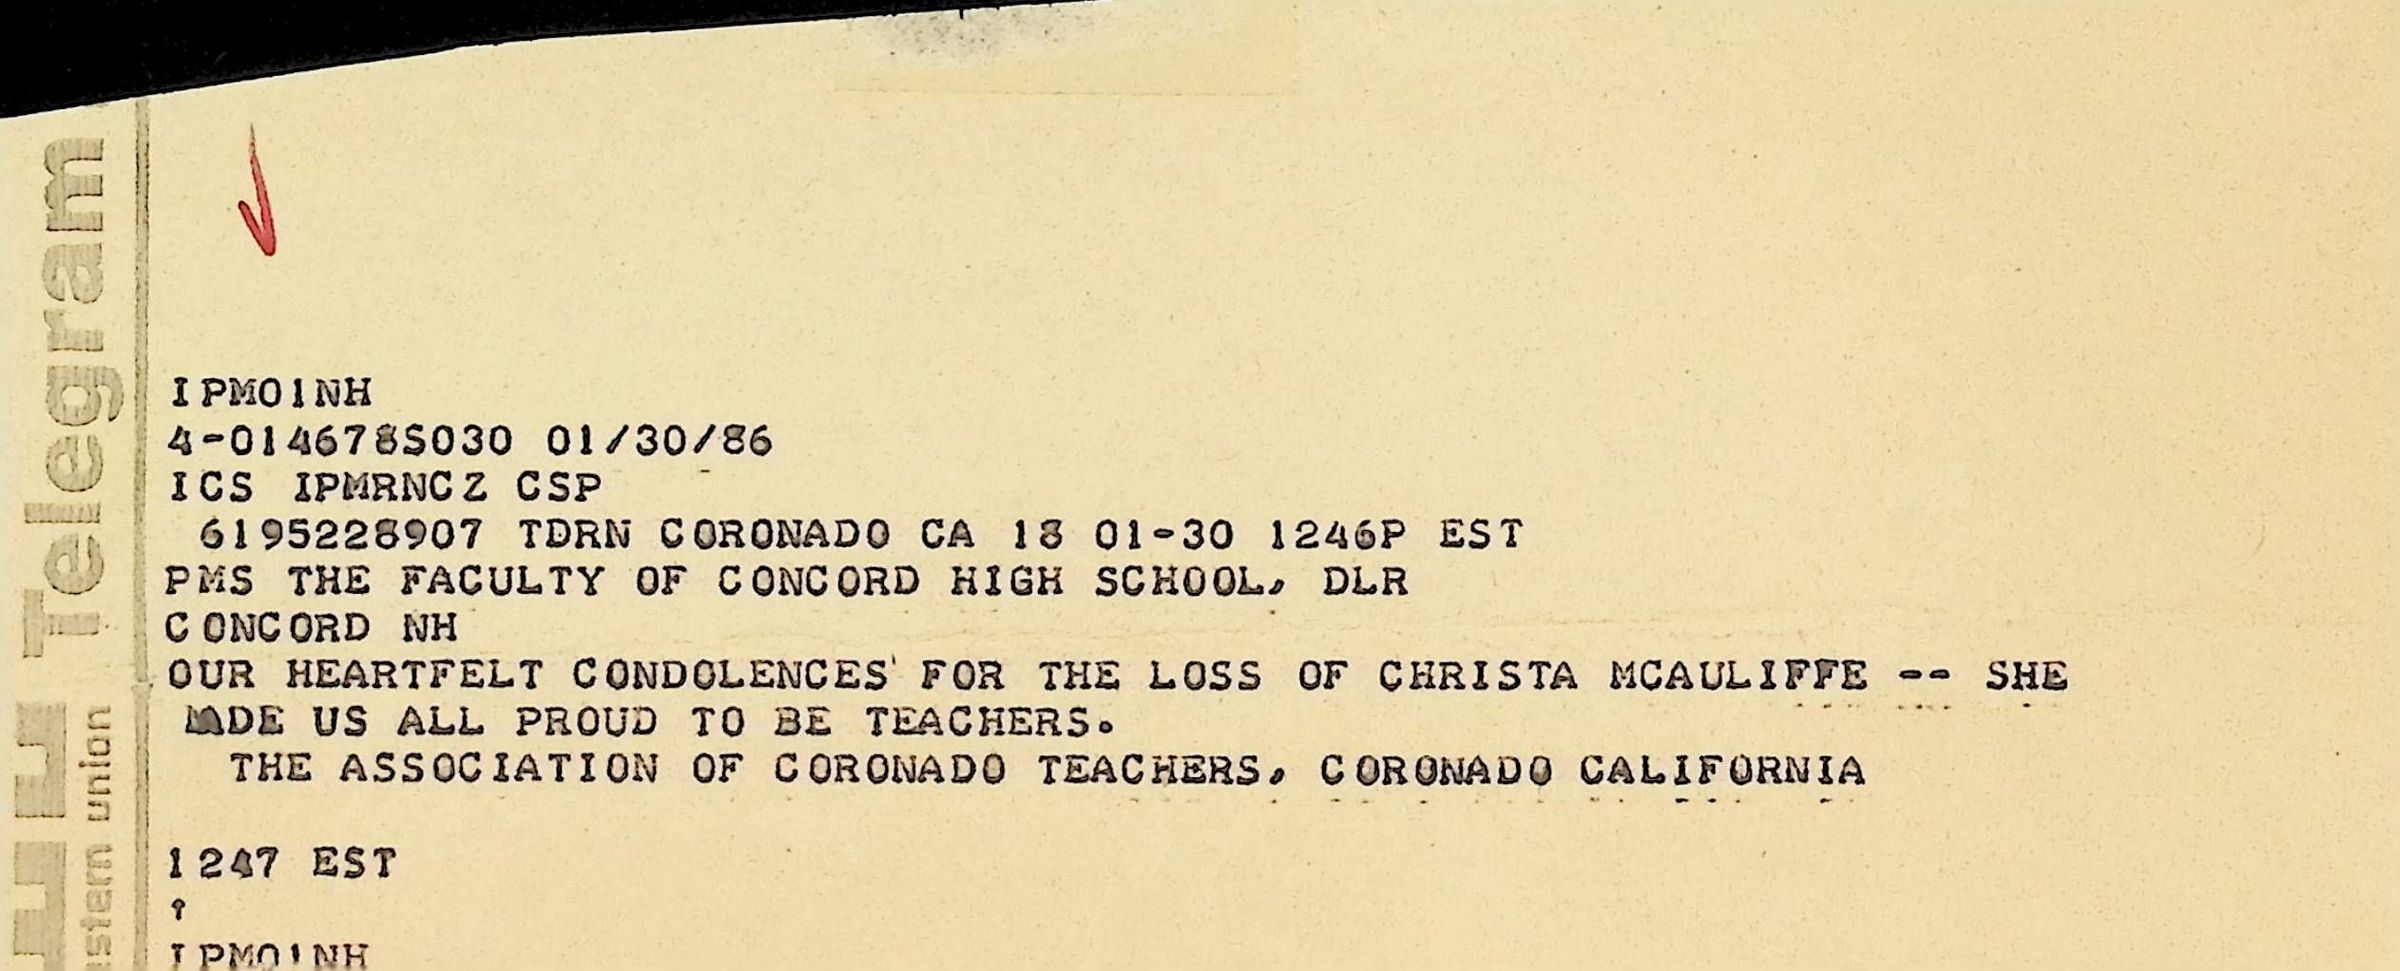 IPMO1NH
4-014678S030 01/30/86
ICS IPMRNCZ CSP
6195228907 TDRN CORONADO CA 18 01-30 1246P EST
PMS THE FACULTY OF CONCORD HIGH SCHOOL, DLR
CONCORD NH
OUR HEARTFELT CONDOLENCES' FOR THE LOSS OF CHRISTA MCAULIFFE -- SHE
MADE US ALL PROUD TO BE TEACHERS.
THE ASSOCIATION OF CORONADO TEACHERS, CORONADO CALIFORNIA
1247 EST
IPMO1NH
Telegram
union